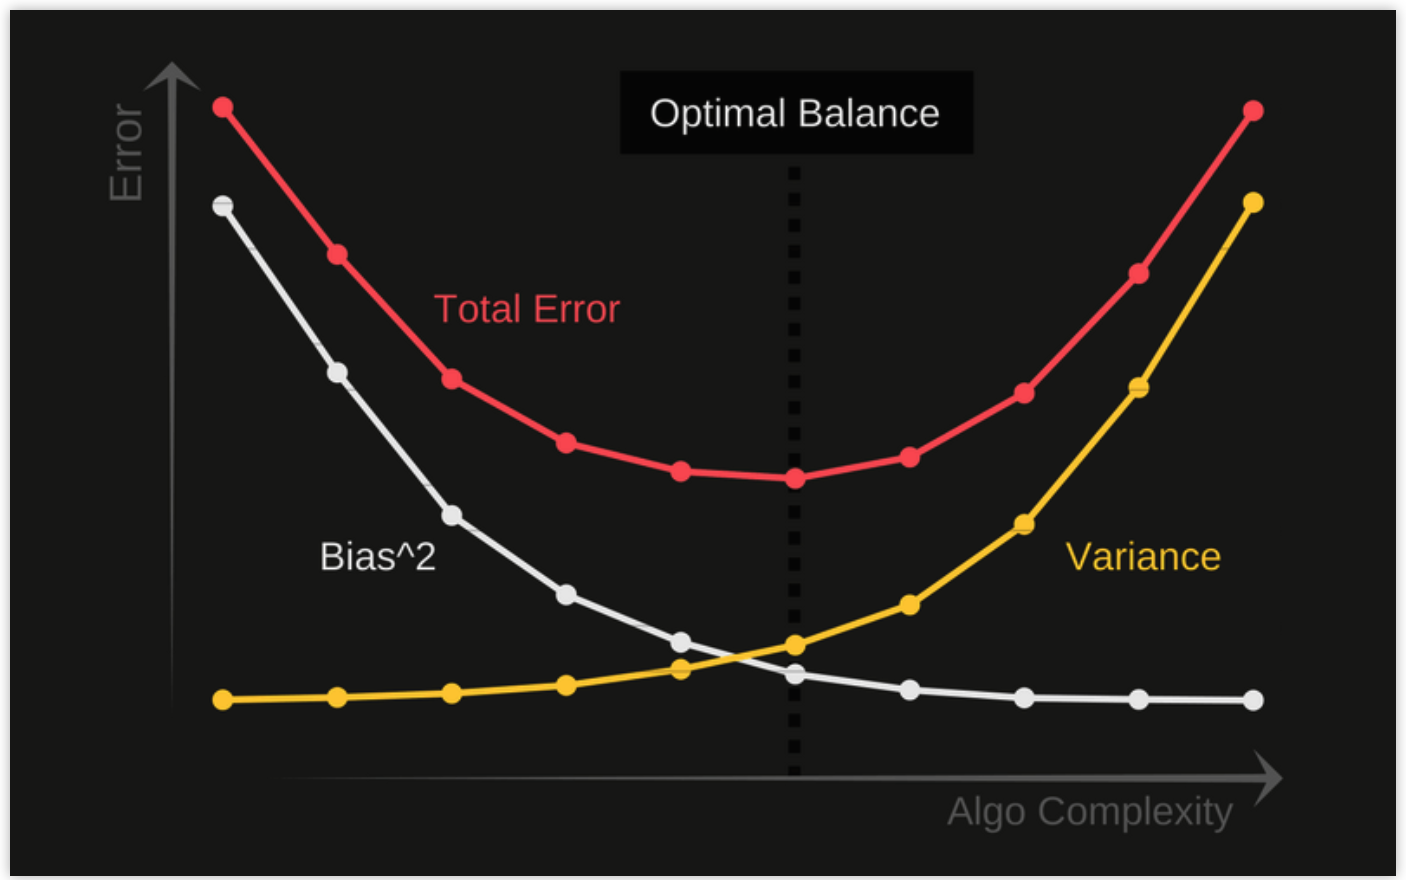 Error
Optimal Balance
Total Error
Bias^2
Variance
Algo Complexity